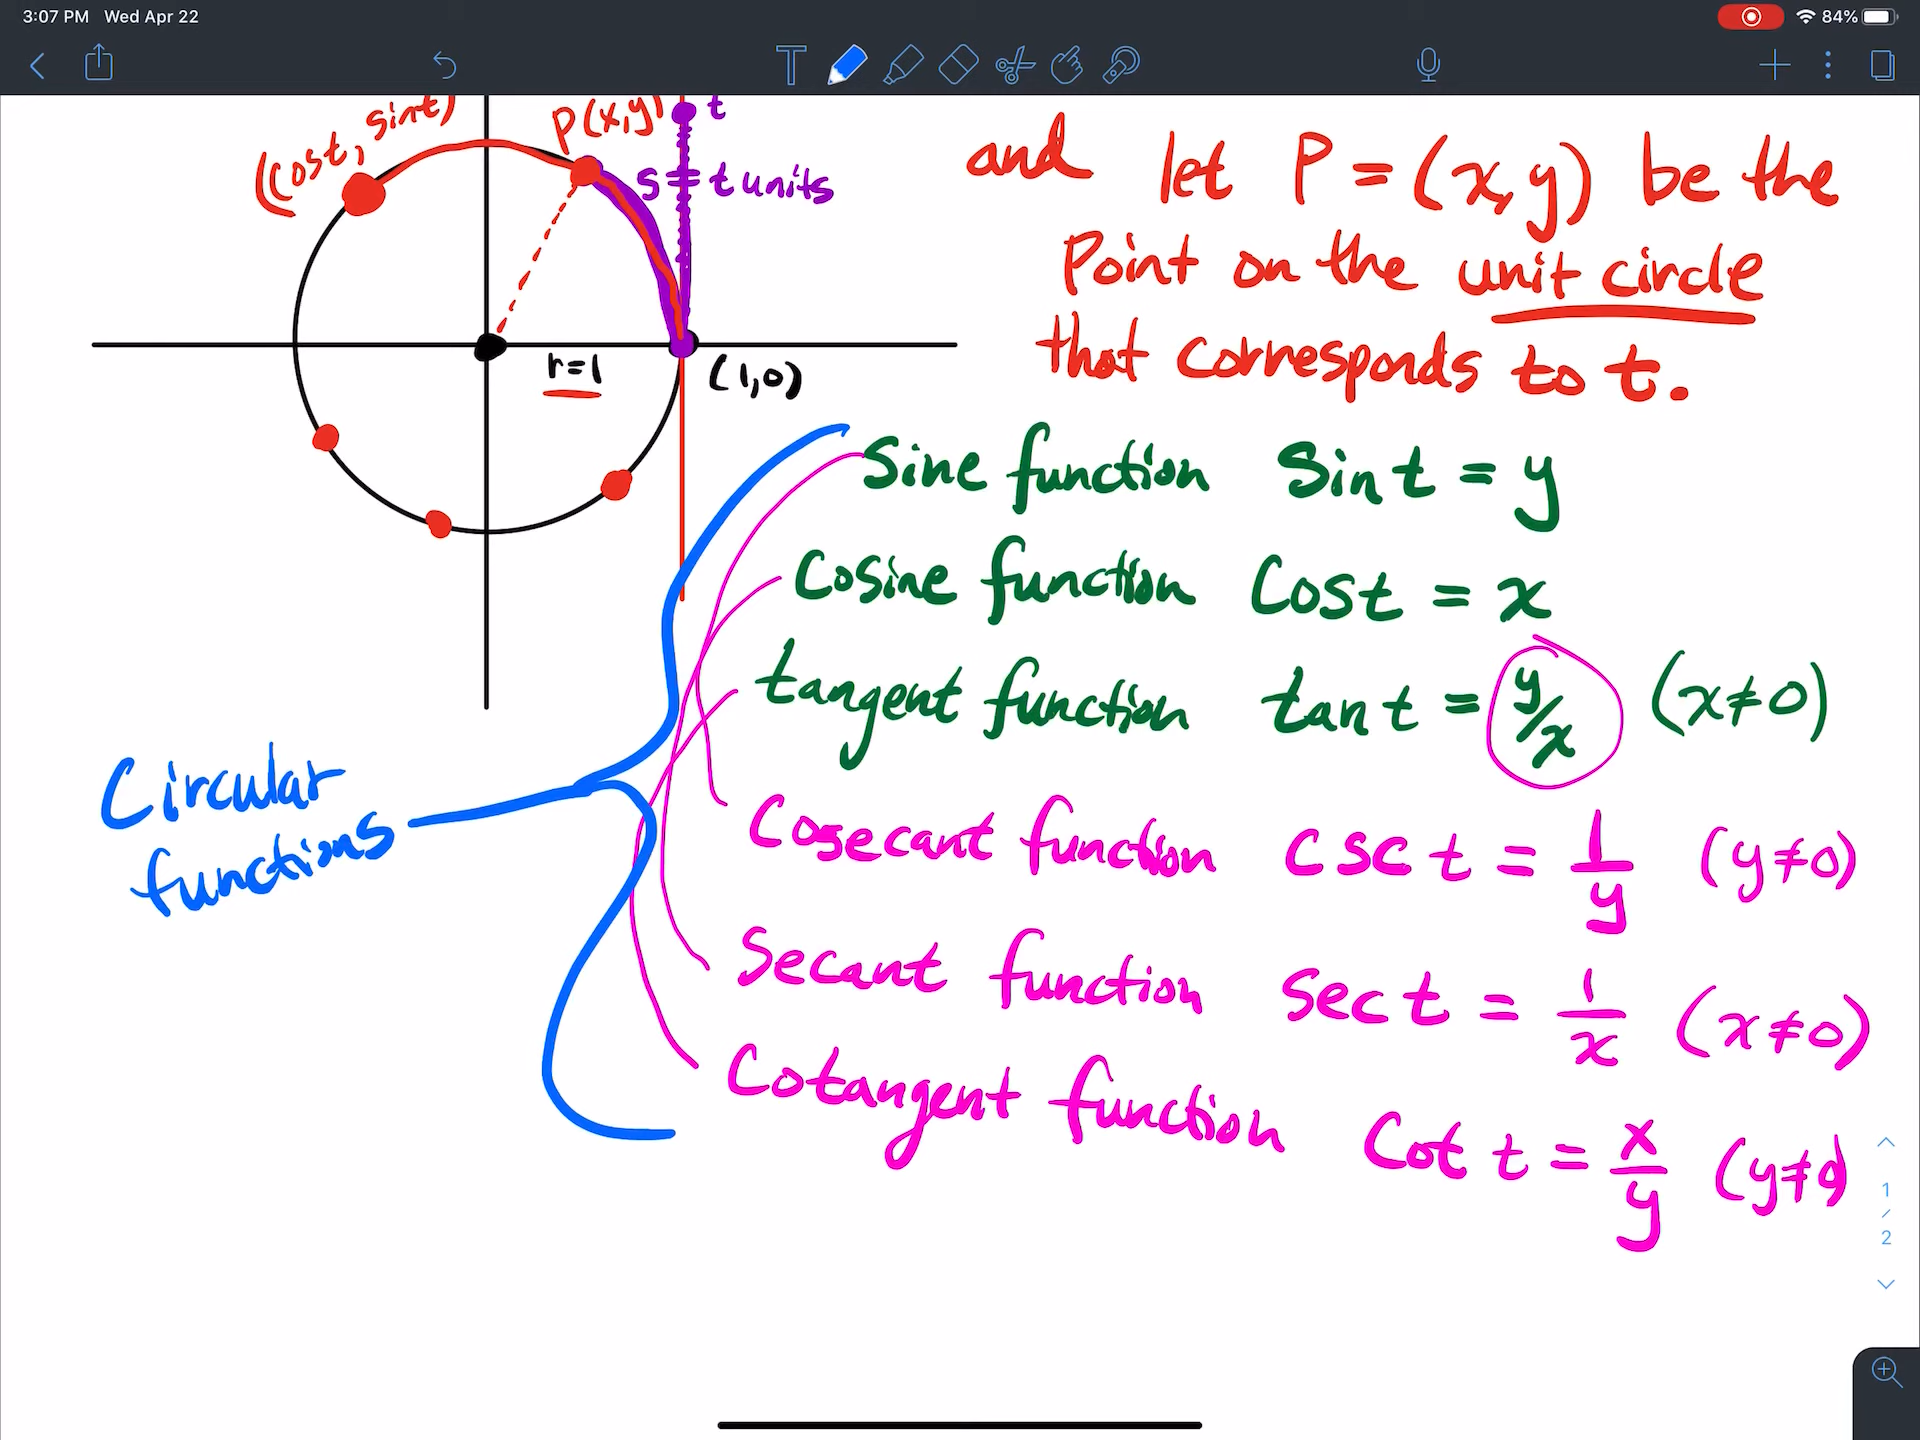 3:07 PM Wed Apr 22
84%
(cost, sint)
P(x,y)
t
s = t units
r=1
(1,0)
and let P = (x,y) be the
Point on the unit circle
that corresponds to t.
Sine function Sin t = y
Cosine function Cos t = x
tangent function tan t = y/x (x≠0)
Circular
functions
Cosecant function csc t = 1/y (y≠0)
Secant function Sec t = 1/x (x≠0)
Cotangent function Cot t = x/y (y≠0)
1
/
2